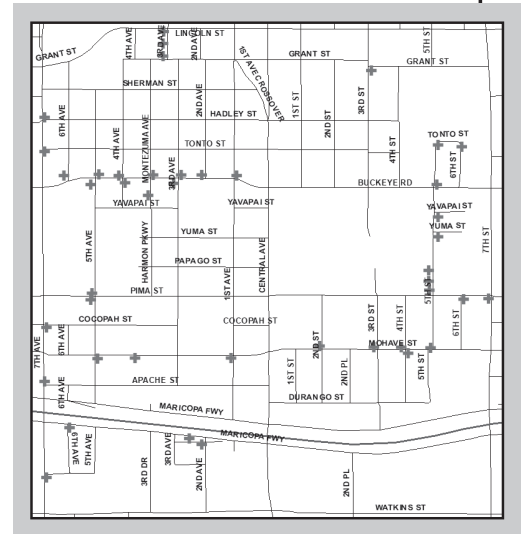 LINCOLN ST
4TH AVE
3RD AVE
2ND AVE
5TH ST
GRANT ST
GRANT ST
GRANT ST
1ST AVE CROSSOVER
SHERMAN ST
6TH AVE
2ND AVE
HADLEY ST
1ST ST
2ND ST
3RD ST
4TH AVE
MONTEZUMA AVE
TONTO ST
TONTO ST
4TH ST
6TH ST
3RD AVE
BUCKEYE RD
YAVAPAI ST
YAVAPAI ST
YAVAPAI ST
5TH AVE
HARMON PKWY
YUMA ST
YUMA ST
7TH ST
CENTRAL AVE
PAPAGO ST
1ST AVE
PIMA ST
5TH ST
COCOPAH ST
COCOPAH ST
3RD ST
4TH ST
6TH ST
7TH AVE
6TH AVE
2ND ST
MOHAVE ST
1ST ST
2ND PL
5TH ST
APACHE ST
6TH AVE
DURANGO ST
MARICOPA FWY
MARICOPA FWY
6TH AVE
5TH AVE
3RD DR
3RD AVE
2ND AVE
2ND PL
WATKINS ST